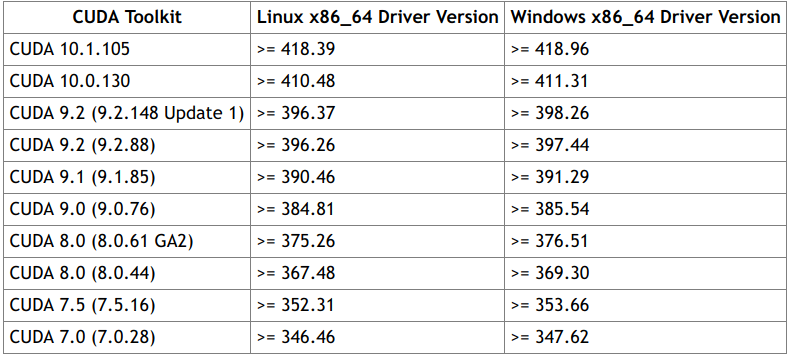 CUDA Toolkit Linux x86_64 Driver Version Windows x86_64 Driver Version
CUDA 10.1.105 >= 418.39 >= 418.96
CUDA 10.0.130 >= 410.48 >= 411.31
CUDA 9.2 (9.2.148 Update 1) >= 396.37 >= 398.26
CUDA 9.2 (9.2.88) >= 396.26 >= 397.44
CUDA 9.1 (9.1.85) >= 390.46 >= 391.29
CUDA 9.0 (9.0.76) >= 384.81 >= 385.54
CUDA 8.0 (8.0.61 GA2) >= 375.26 >= 376.51
CUDA 8.0 (8.0.44) >= 367.48 >= 369.30
CUDA 7.5 (7.5.16) >= 352.31 >= 353.66
CUDA 7.0 (7.0.28) >= 346.46 >= 347.62